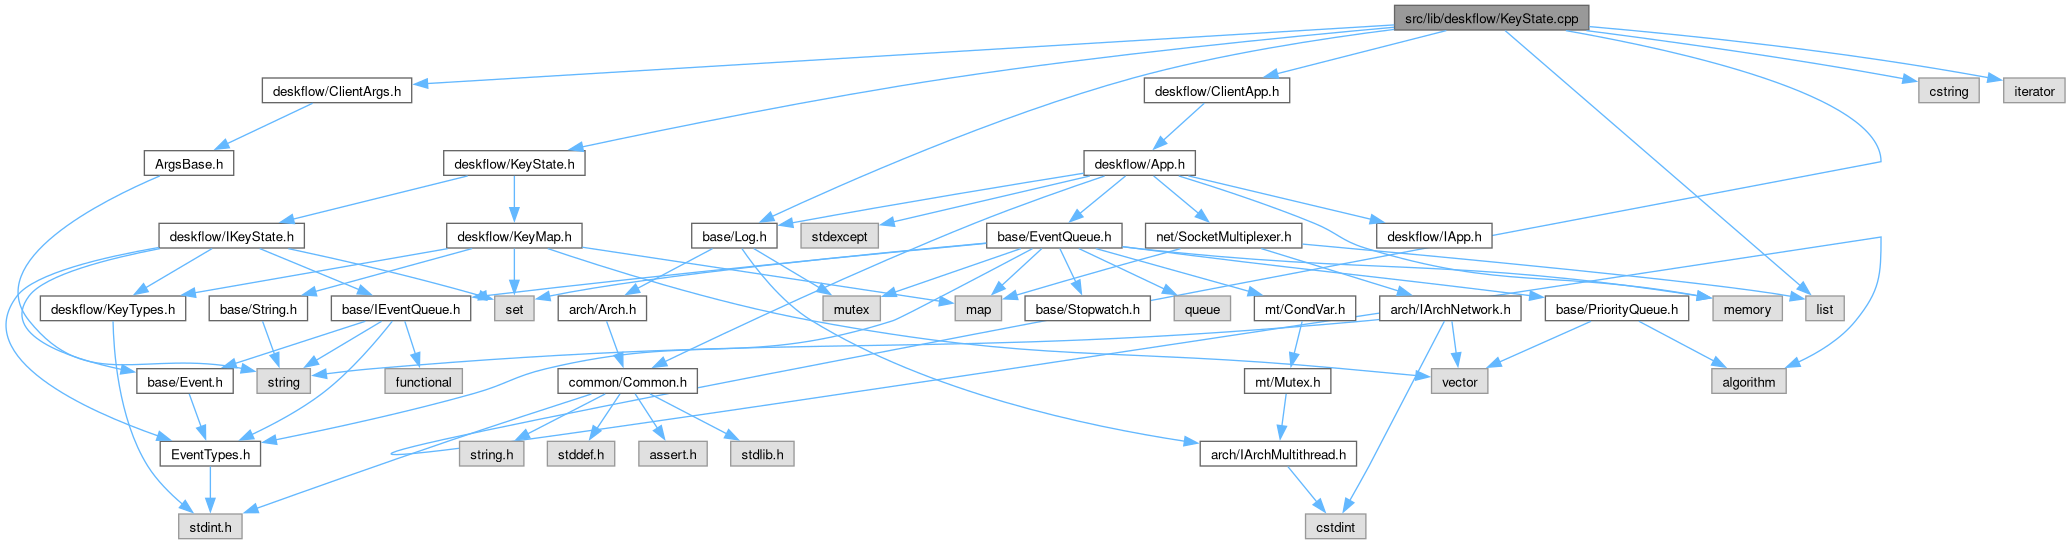 src/lib/deskflow/KeyState.cpp
deskflow/ClientArgs.h
deskflow/ClientApp.h
cstring
iterator
ArgsBase.h
deskflow/KeyState.h
deskflow/App.h
deskflow/IKeyState.h
deskflow/KeyMap.h
base/Log.h
stdexcept
base/EventQueue.h
net/SocketMultiplexer.h
deskflow/IApp.h
deskflow/KeyTypes.h
base/String.h
base/IEventQueue.h
set
arch/Arch.h
mutex
map
base/Stopwatch.h
queue
mt/CondVar.h
arch/IArchNetwork.h
base/PriorityQueue.h
memory
list
base/Event.h
string
functional
common/Common.h
mt/Mutex.h
vector
algorithm
EventTypes.h
string.h
stddef.h
assert.h
stdlib.h
arch/IArchMultithread.h
stdint.h
cstdint